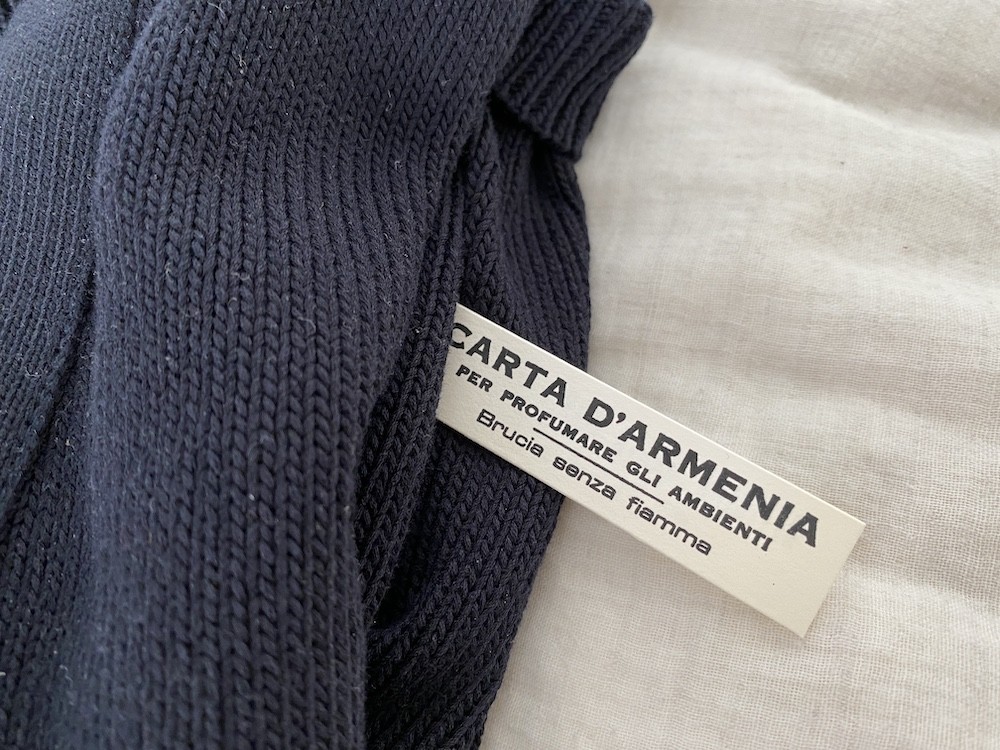 CARTA D'ARMENIA
PER PROFUMARE GLI AMBIENTI
Brucia senza fiamma